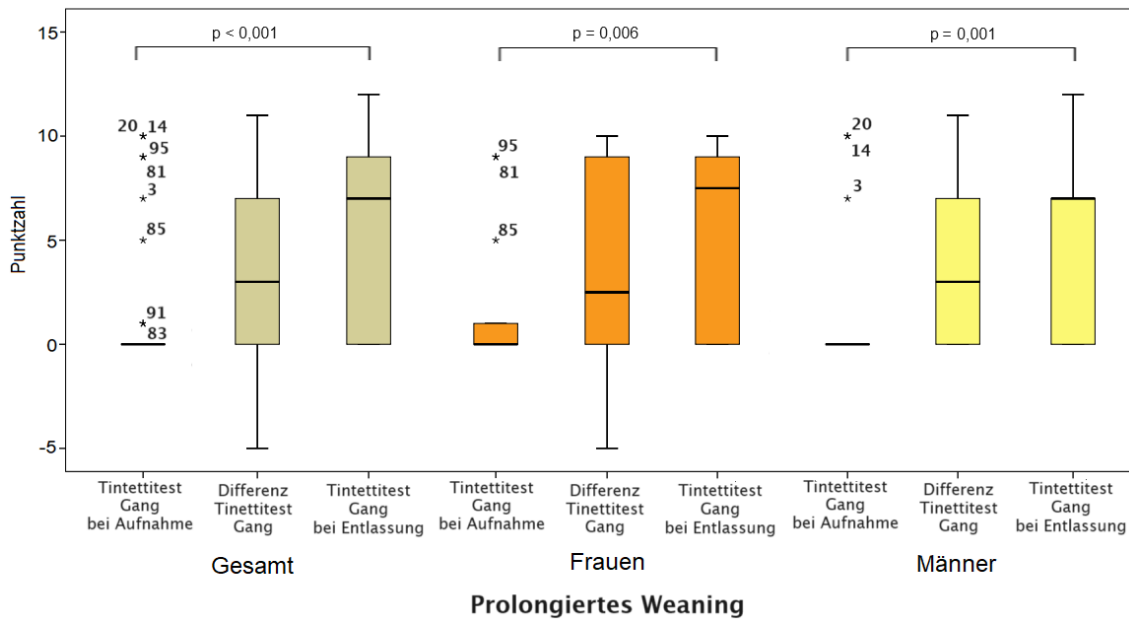 15
p < 0,001
p = 0,006
p = 0,001
10
5
0
-5
Punktzahl
20 14
95
81
3
85
91
83
95
81
85
20
14
3
Tintettitest
Gang
bei Aufnahme
Differenz
Tinettitest
Gang
Tintettitest
Gang
bei Entlassung
Tintettitest
Gang
bei Aufnahme
Differenz
Tinettitest
Gang
Tintettitest
Gang
bei Entlassung
Tintettitest
Gang
bei Aufnahme
Differenz
Tinettitest
Gang
Tintettitest
Gang
bei Entlassung
Gesamt
Frauen
Männer
Prolongiertes Weaning